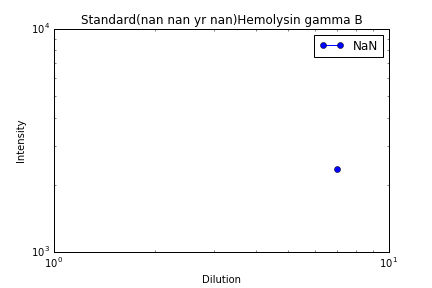 Standard(nan nan yr nan)Hemolysin gamma B
10⁴
NaN
Intensity
10³
10⁰
10¹
Dilution